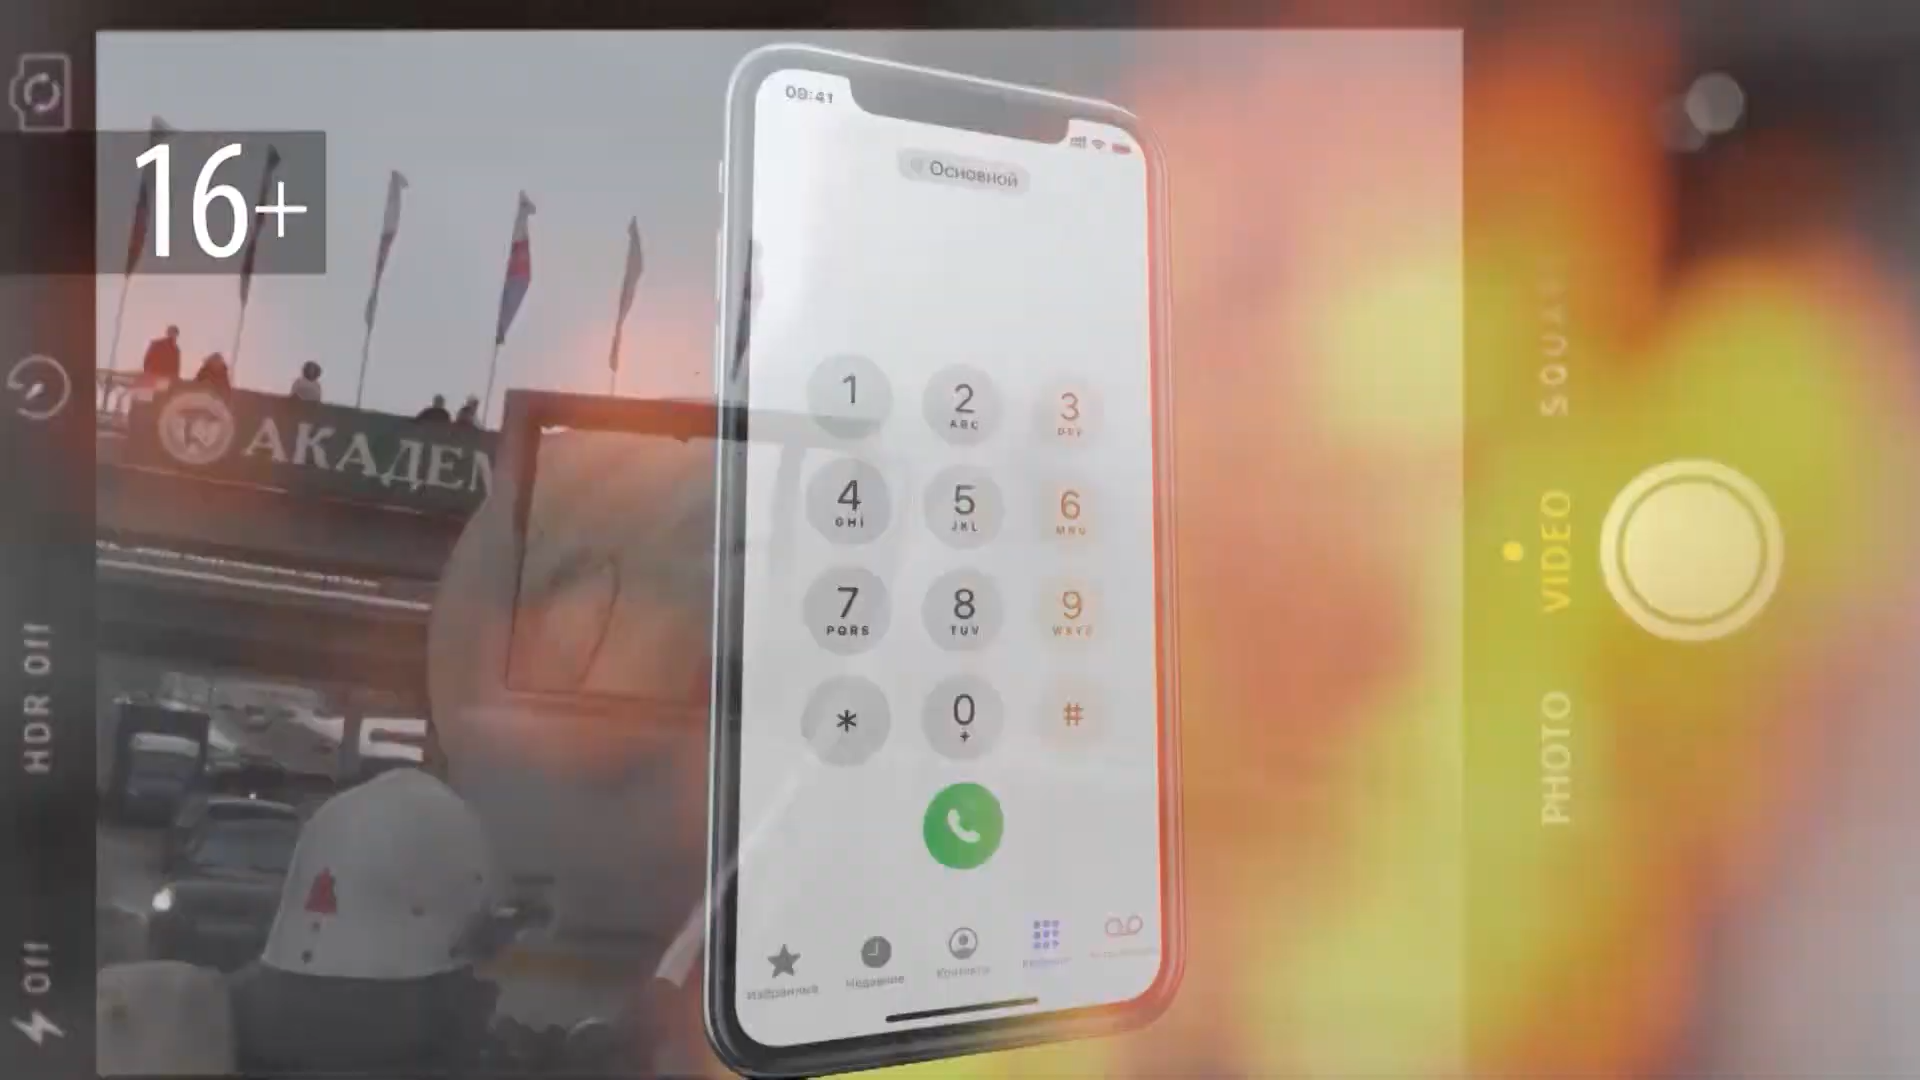 16+
АКАДЕМ
09:41
Основной
1
2
ABC
3
DEF
4
GHI
5
JKL
6
MNO
7
PQRS
8
TUV
9
WXYZ
*
0
+
#
Избранные
Недавние
Контакты
HDR Off
Off
SQUARE
VIDEO
PHOTO